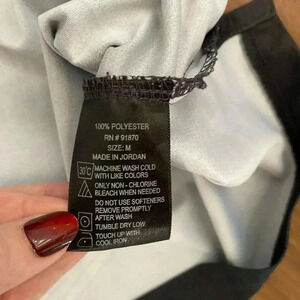 100% POLYESTER
RN # 91870
SIZE: M
MADE IN JORDAN
30°C MACHINE WASH COLD
WITH LIKE COLORS
ONLY NON - CHLORINE
BLEACH WHEN NEEDED
DO NOT USE SOFTENERS
REMOVE PROMPTLY
AFTER WASH
TUMBLE DRY LOW
TOUCH UP WITH
COOL IRON